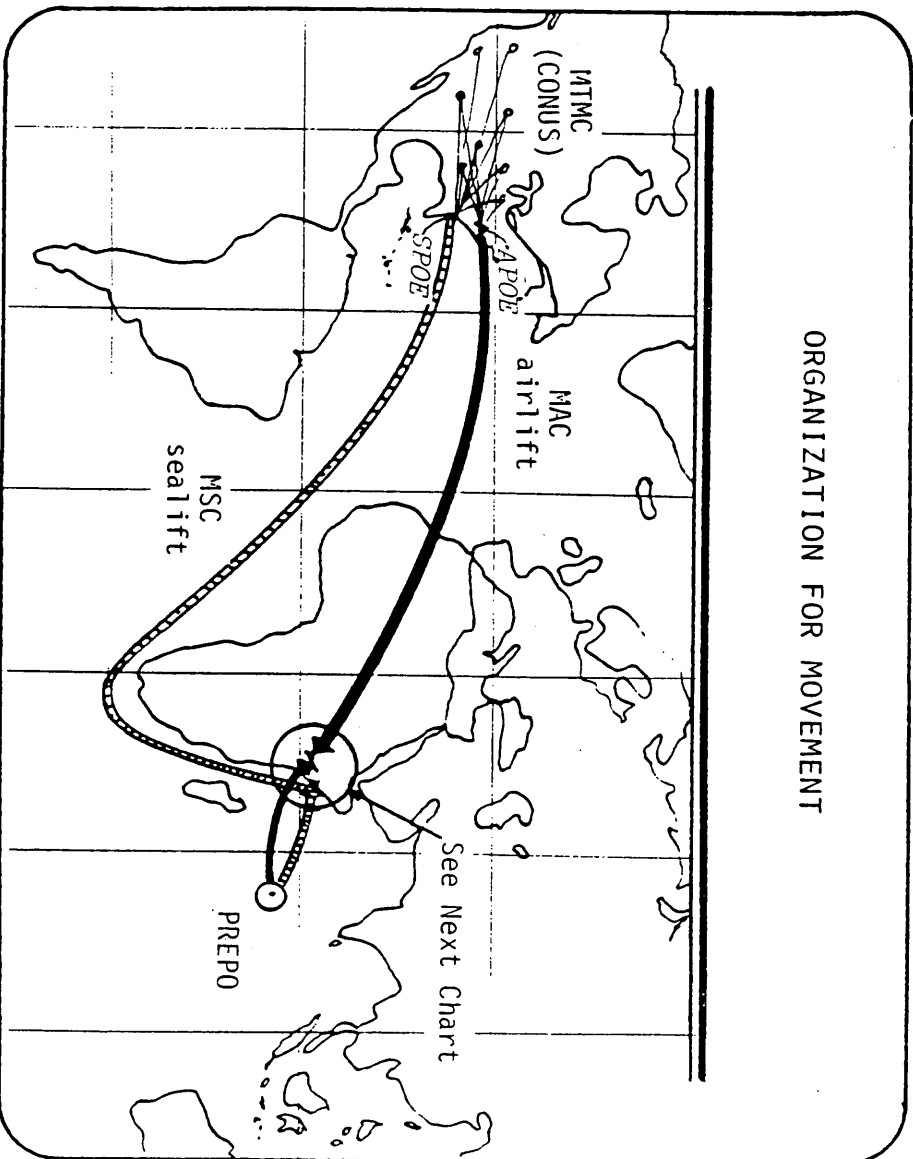 ORGANIZATION FOR MOVEMENT
MTMC
(CONUS)
APOE
SPOE
MAC
airlift
MSC
sealift
See Next Chart
PREPO